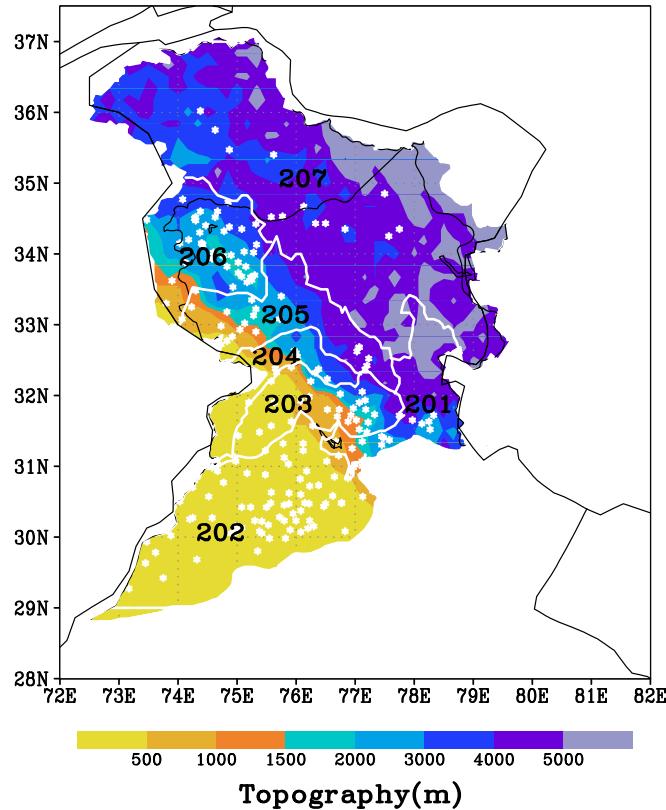 37N
36N
35N
34N
33N
32N
31N
30N
29N
28N
207
206
205
204
203
201
202
72E 73E 74E 75E 76E 77E 78E 79E 80E 81E 82E
500 1000 1500 2000 3000 4000 5000
Topography(m)